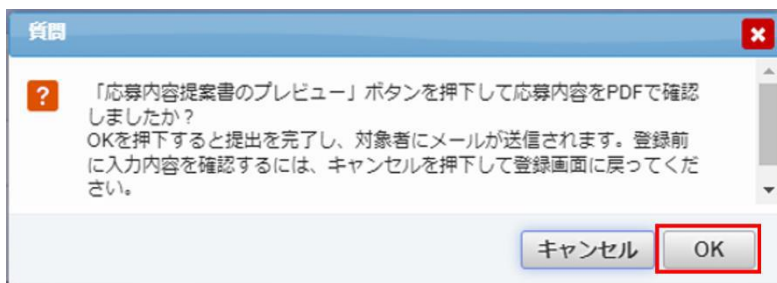 質問
「応募内容提案書のプレビュー」ボタンを押下して応募内容をPDFで確認
しましたか？
OKを押下すると提出を完了し、対象者にメールが送信されます。登録前
に入力内容を確認するには、キャンセルを押下して登録画面に戻ってくだ
さい。
キャンセル OK